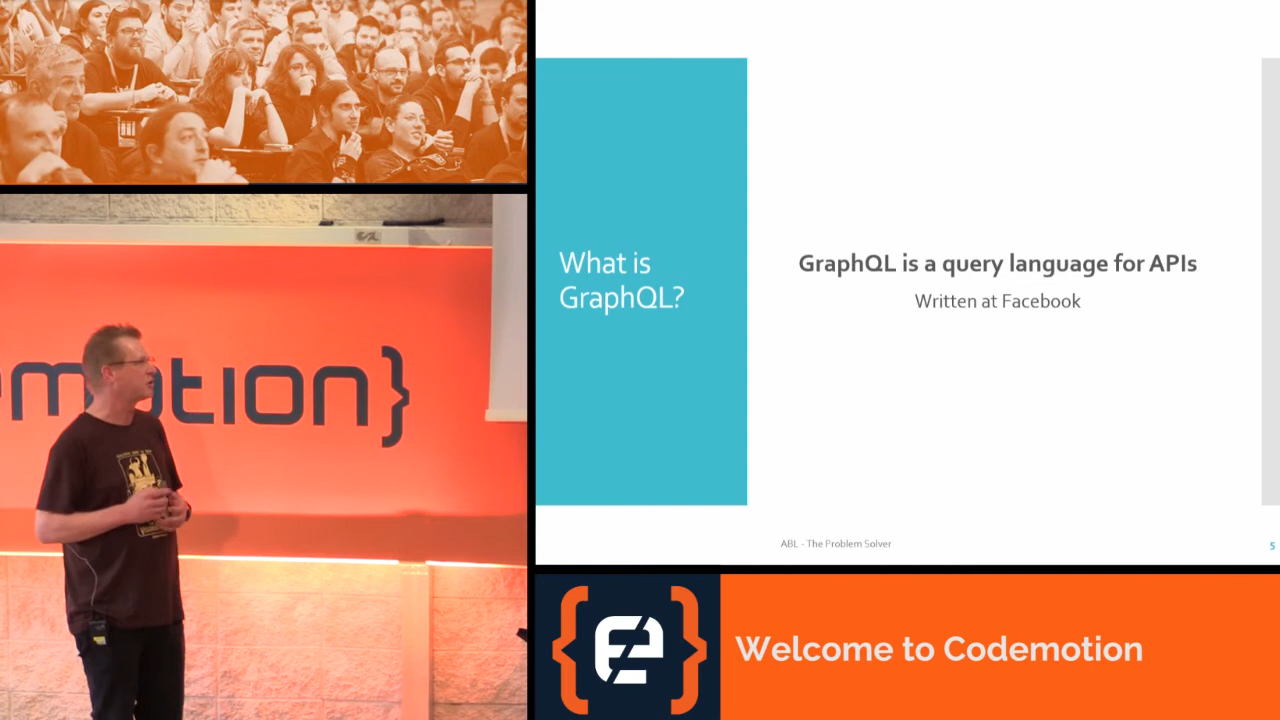 emotion}
What is
GraphQL?
GraphQL is a query language for APIs
Written at Facebook
ABL - The Problem Solver
5
Welcome to Codemotion